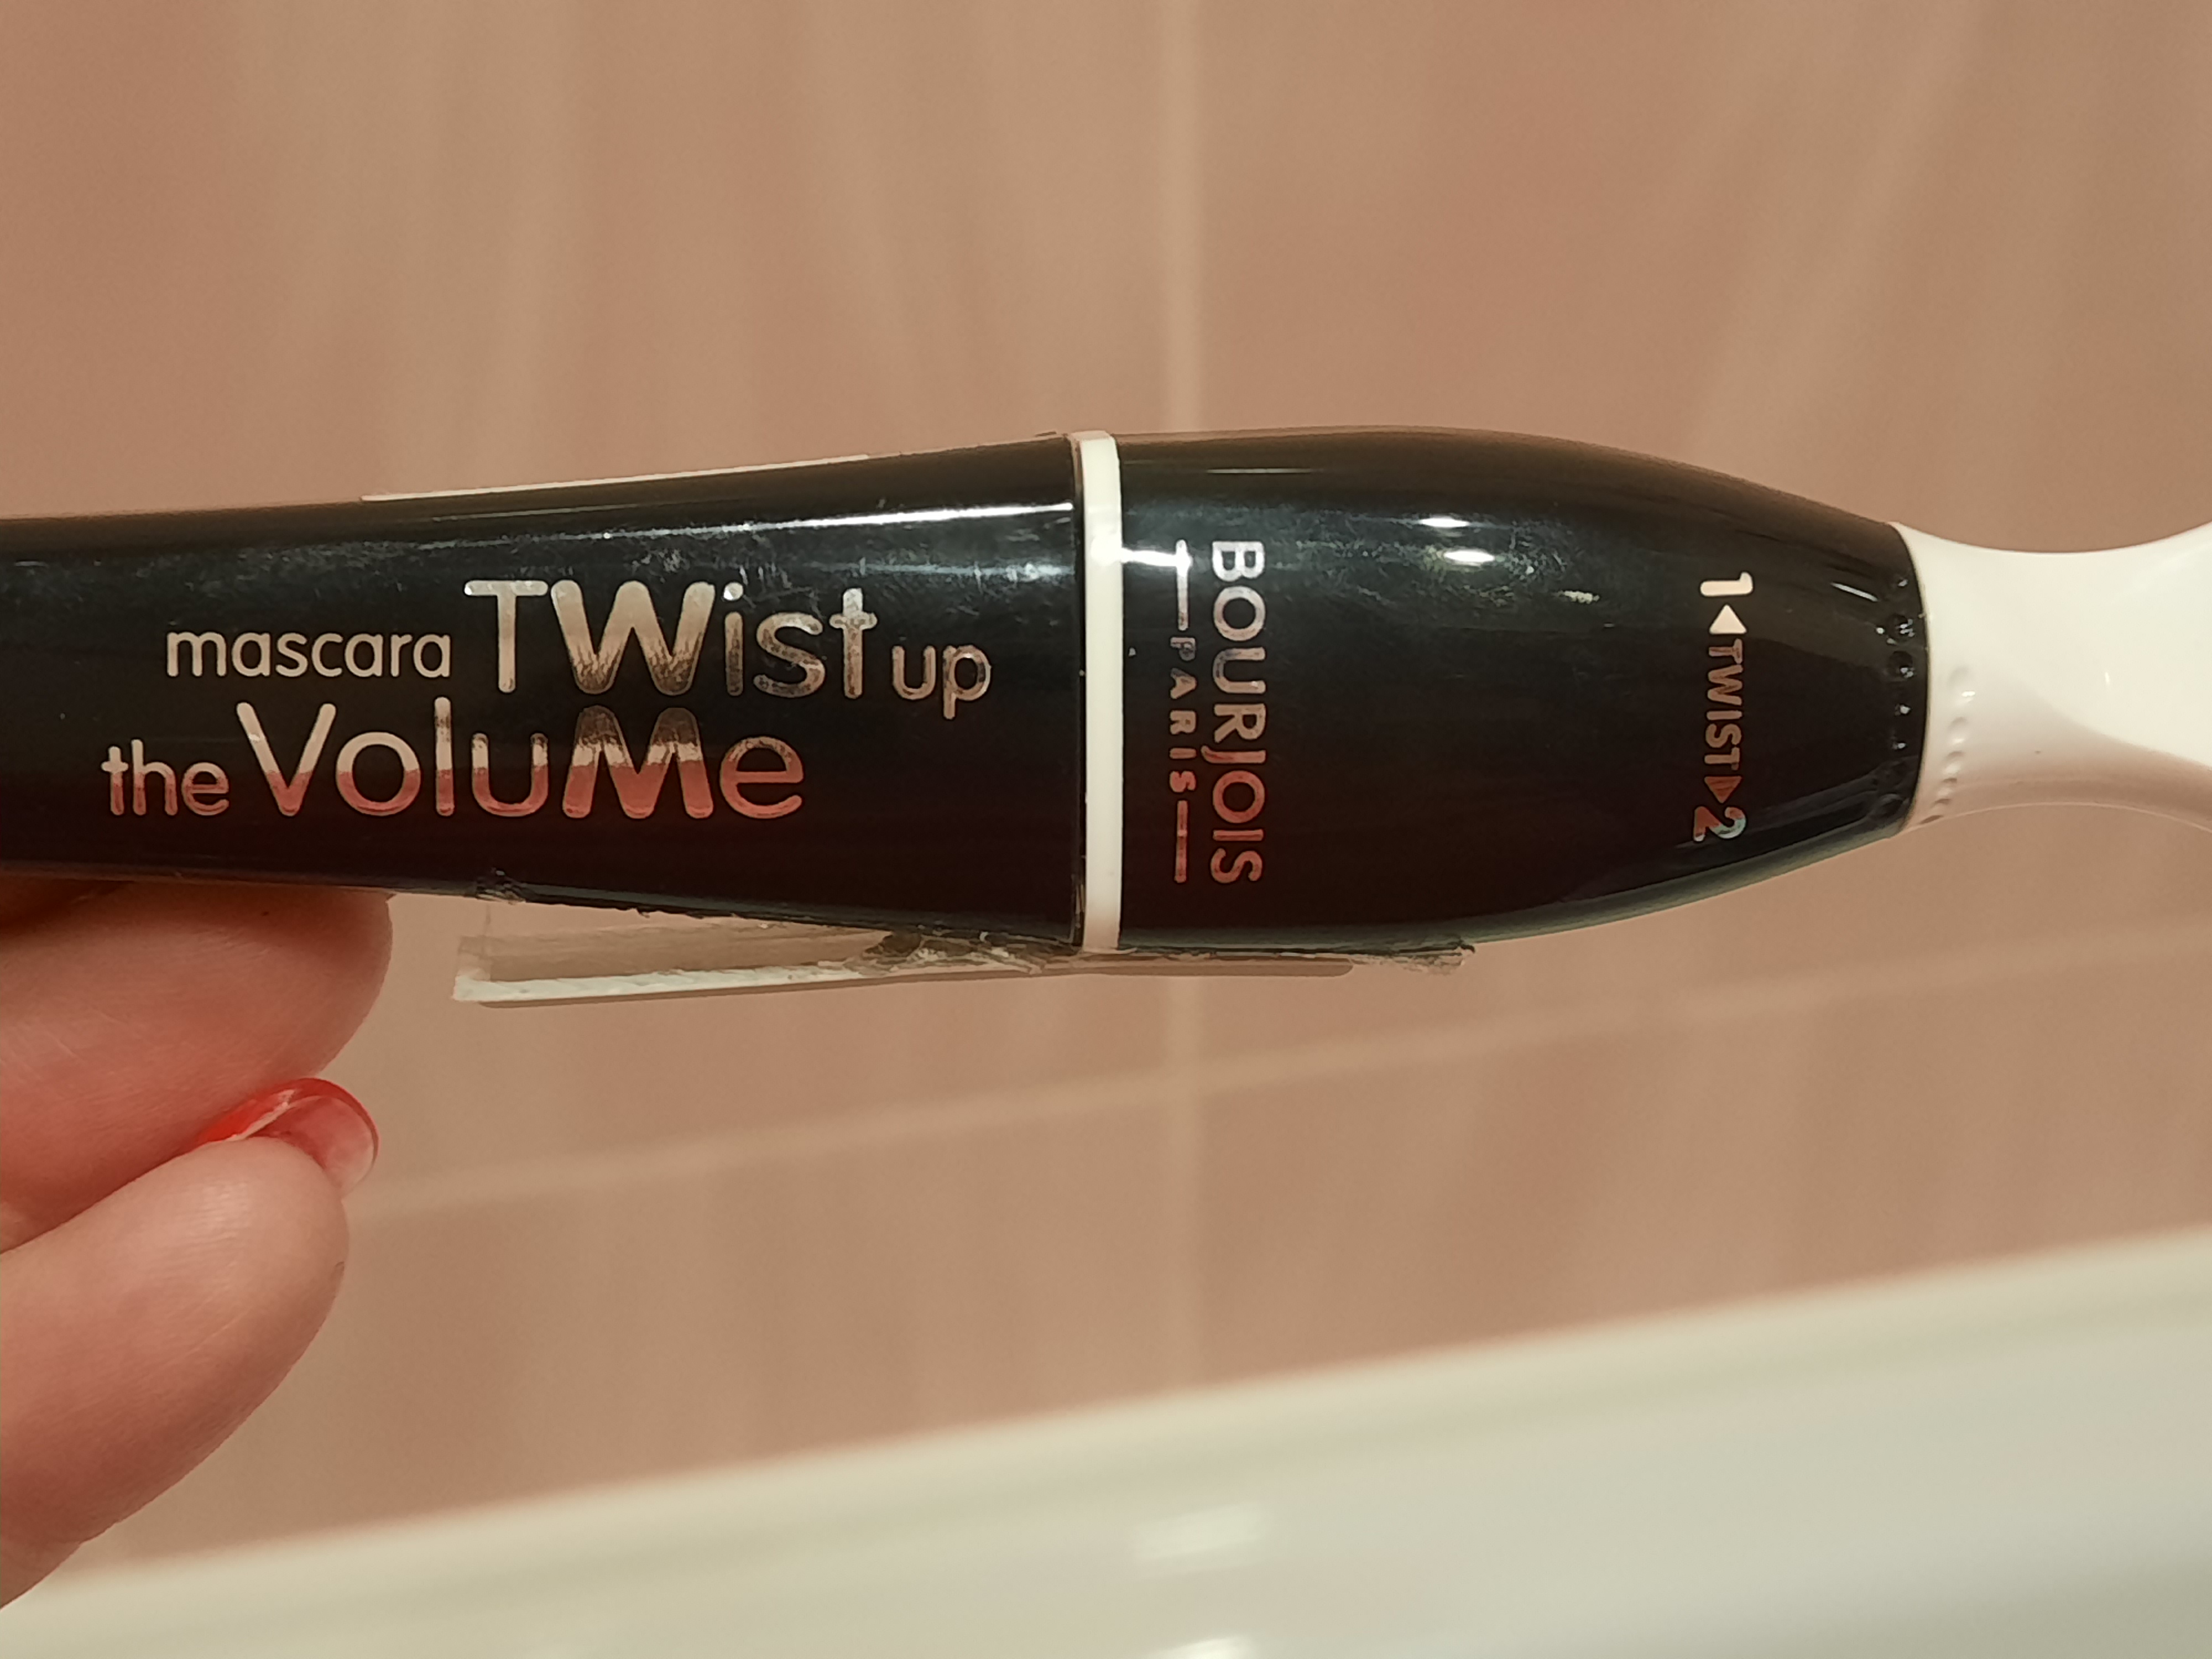 mascara TWist up
the VoluMe
BOURJOIS
PARIS
1◄TWIST►2